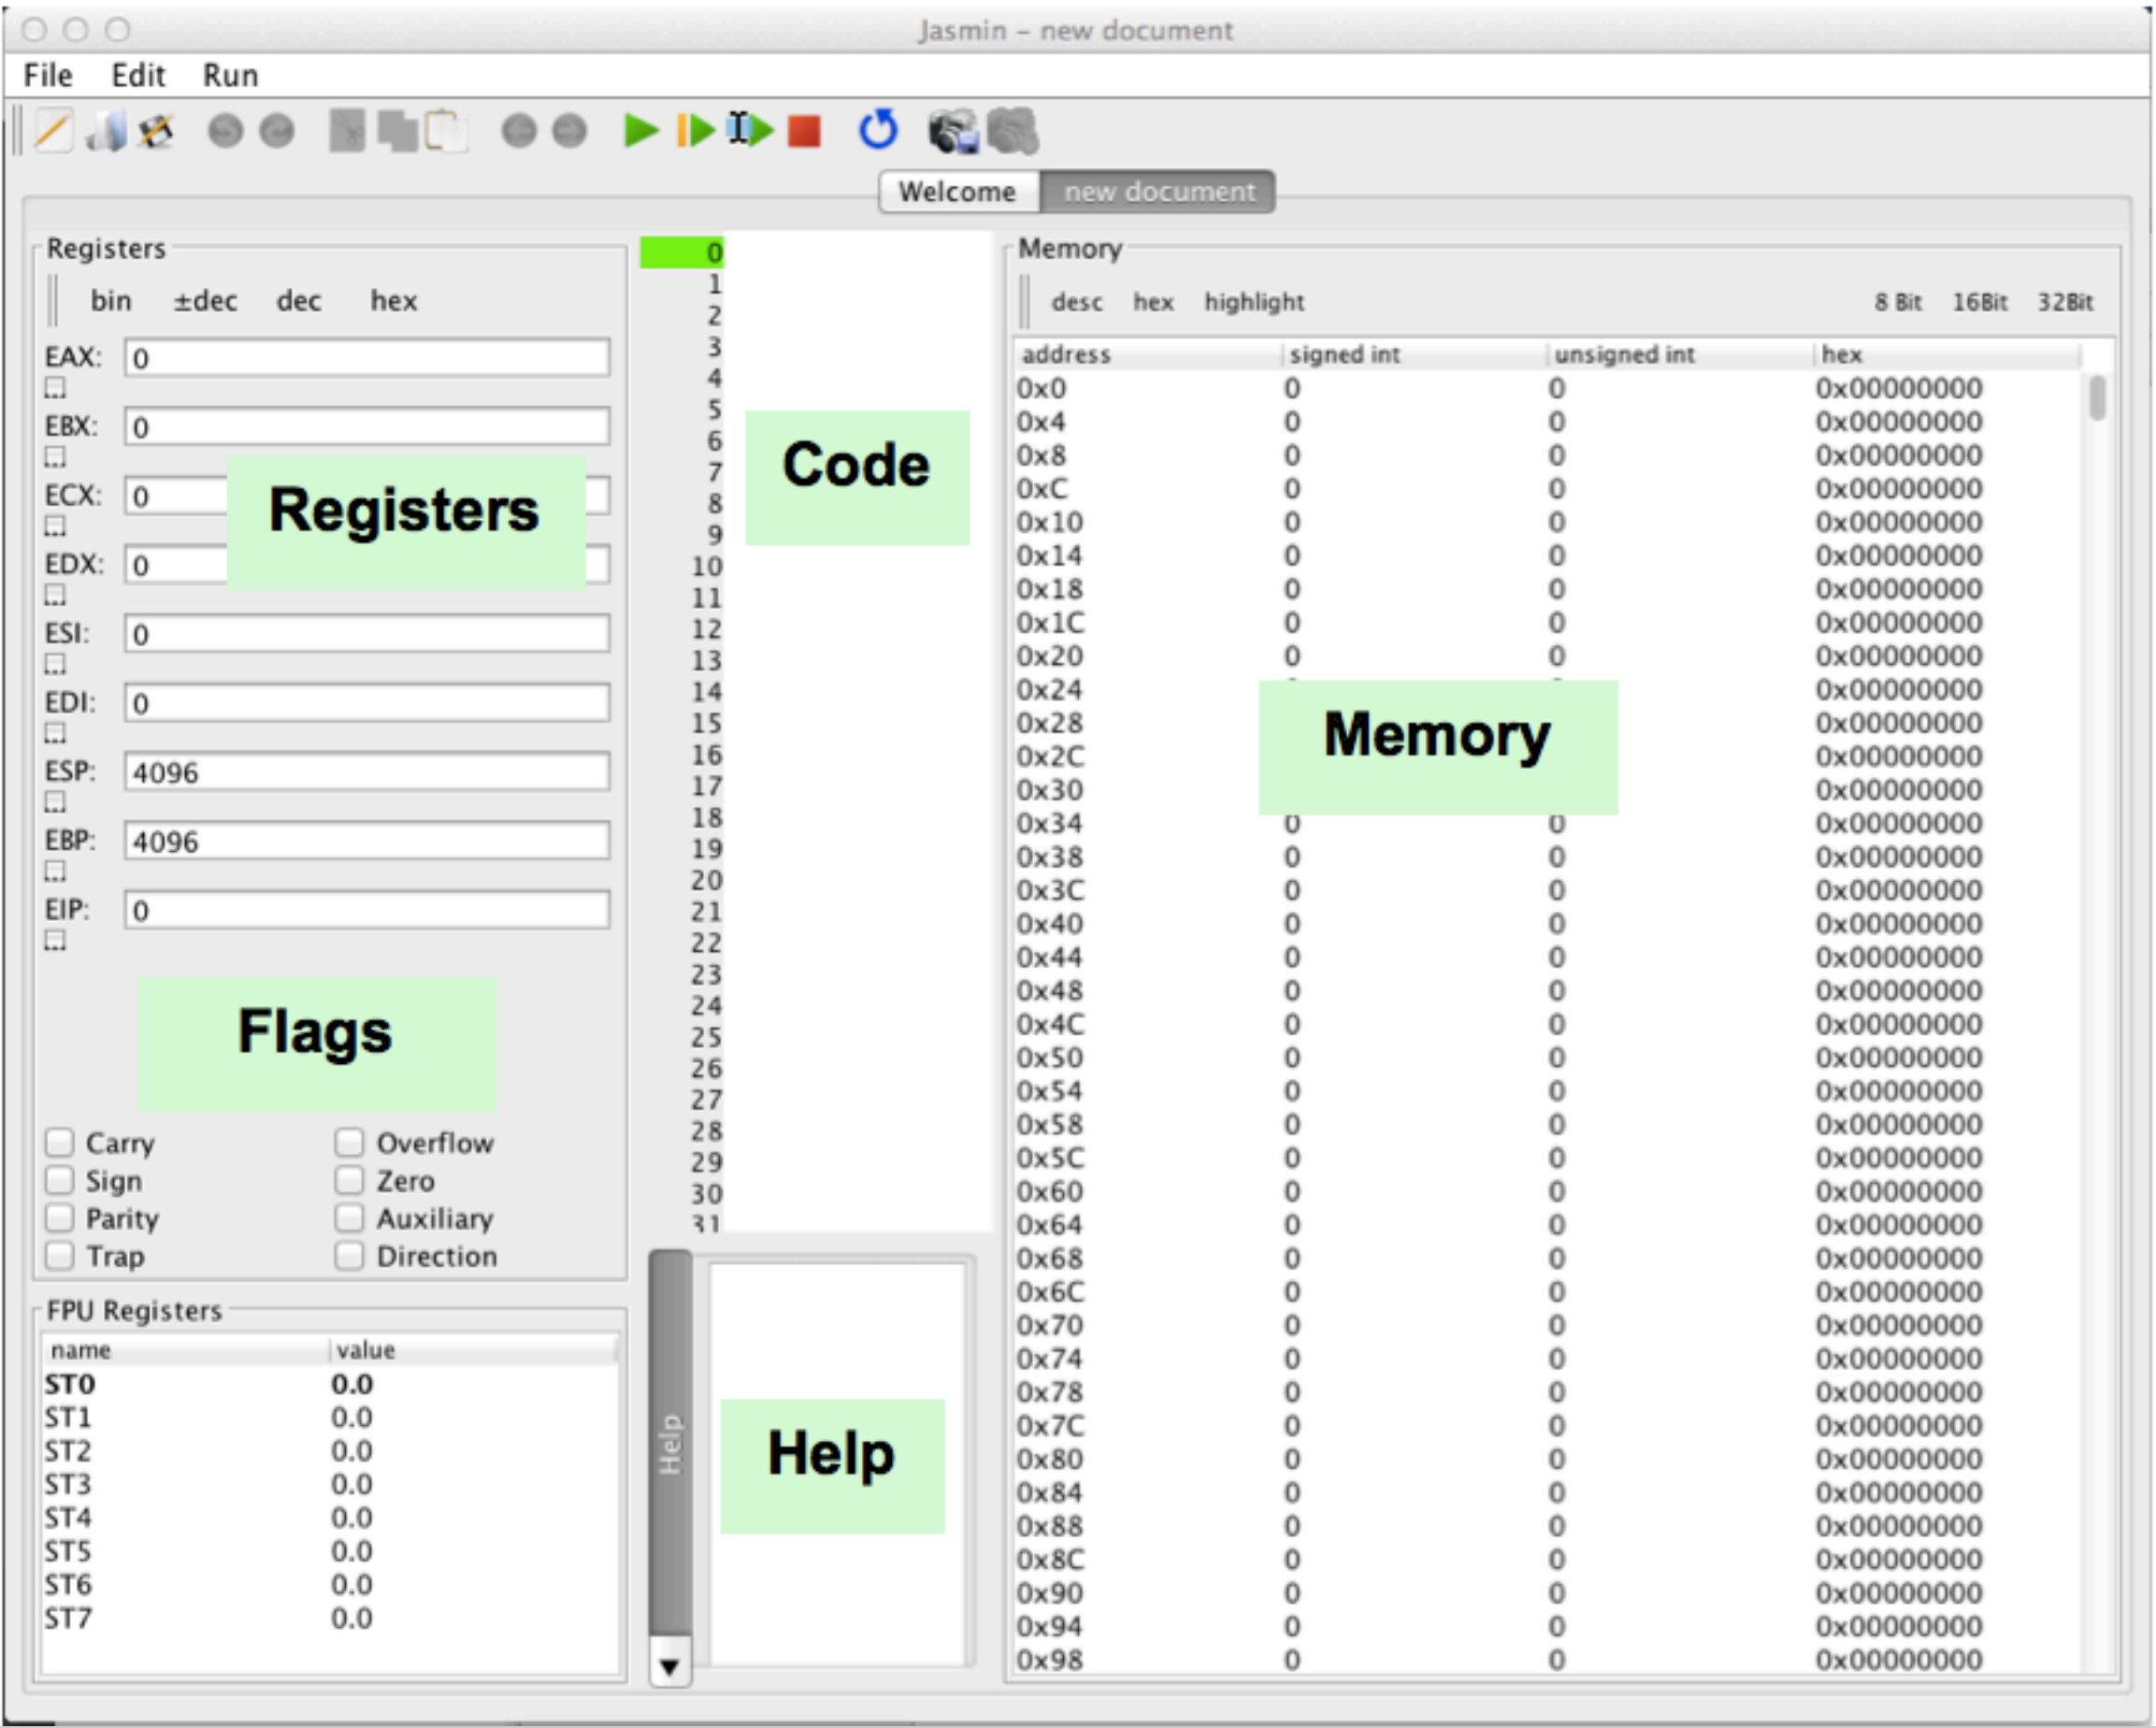 Jasmin – new document
File Edit Run
Welcome new document
Registers
bin ±dec dec hex
EAX: 0
EBX: 0
ECX: 0
Registers
EDX: 0
ESI: 0
EDI: 0
ESP: 4096
EBP: 4096
EIP: 0
Flags
Carry Overflow
Sign Zero
Parity Auxiliary
Trap Direction
FPU Registers
name value
ST0 0.0
ST1 0.0
ST2 0.0
ST3 0.0
ST4 0.0
ST5 0.0
ST6 0.0
ST7 0.0
0
1
2
3
4
5
6
7
8
9
10
11
12
13
14
15
16
17
18
19
20
21
22
23
24
25
26
27
28
29
30
31
Code
Help
Help
Memory
desc hex highlight 8 Bit 16Bit 32Bit
address signed int unsigned int hex
0x0 0 0 0x00000000
0x4 0 0 0x00000000
0x8 0 0 0x00000000
0xC 0 0 0x00000000
0x10 0 0 0x00000000
0x14 0 0 0x00000000
0x18 0 0 0x00000000
0x1C 0 0 0x00000000
0x20 0 0 0x00000000
0x24 0x00000000
0x28 0x00000000
Memory
0x2C 0x00000000
0x30 0x00000000
0x34 0 0 0x00000000
0x38 0 0 0x00000000
0x3C 0 0 0x00000000
0x40 0 0 0x00000000
0x44 0 0 0x00000000
0x48 0 0 0x00000000
0x4C 0 0 0x00000000
0x50 0 0 0x00000000
0x54 0 0 0x00000000
0x58 0 0 0x00000000
0x5C 0 0 0x00000000
0x60 0 0 0x00000000
0x64 0 0 0x00000000
0x68 0 0 0x00000000
0x6C 0 0 0x00000000
0x70 0 0 0x00000000
0x74 0 0 0x00000000
0x78 0 0 0x00000000
0x7C 0 0 0x00000000
0x80 0 0 0x00000000
0x84 0 0 0x00000000
0x88 0 0 0x00000000
0x8C 0 0 0x00000000
0x90 0 0 0x00000000
0x94 0 0 0x00000000
0x98 0 0 0x00000000